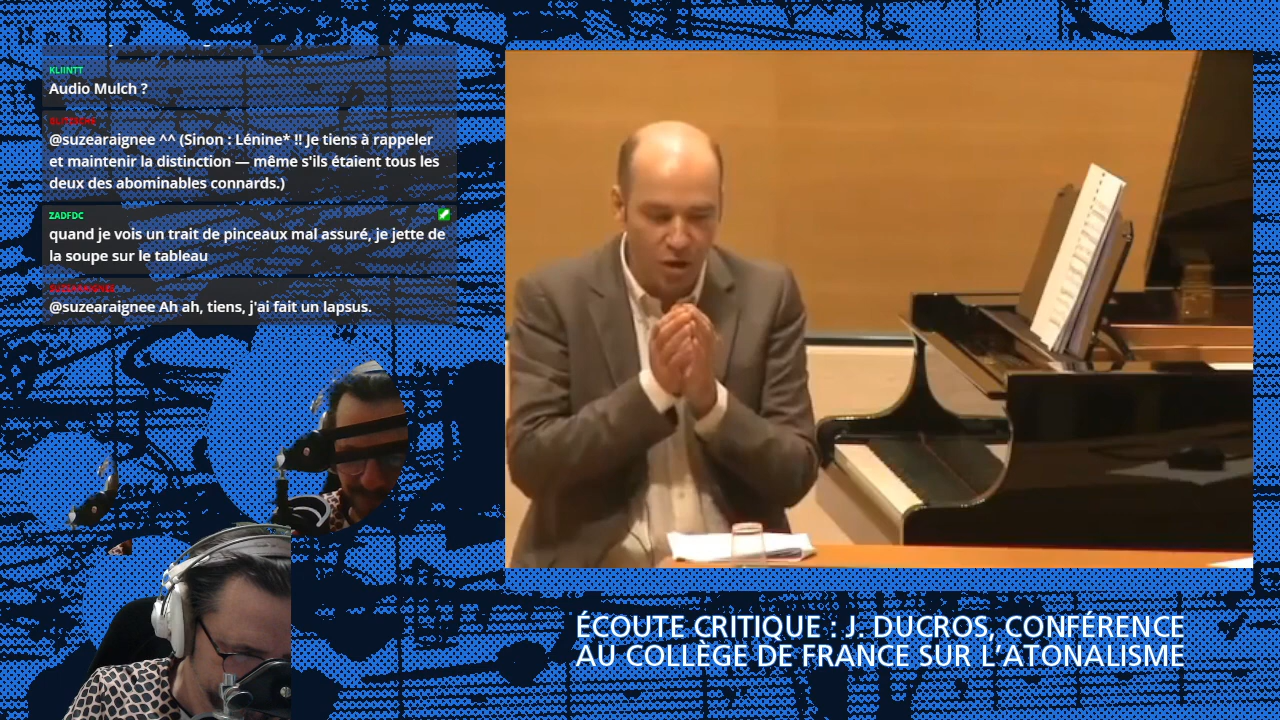 KLIINTT
Audio Mulch ?
@suzearaignee ^^ (Sinon : Lénine* !! Je tiens à rappeler
et maintenir la distinction — même s'ils étaient tous les
deux des abominables connards.)
ZADFDC
quand je vois un trait de pinceaux mal assuré, je jette de
la soupe sur le tableau
@suzearaignee Ah ah, tiens, j'ai fait un lapsus.
ÉCOUTE CRITIQUE : J. DUCROS, CONFÉRENCE
AU COLLÈGE DE FRANCE SUR L'ATONALISME